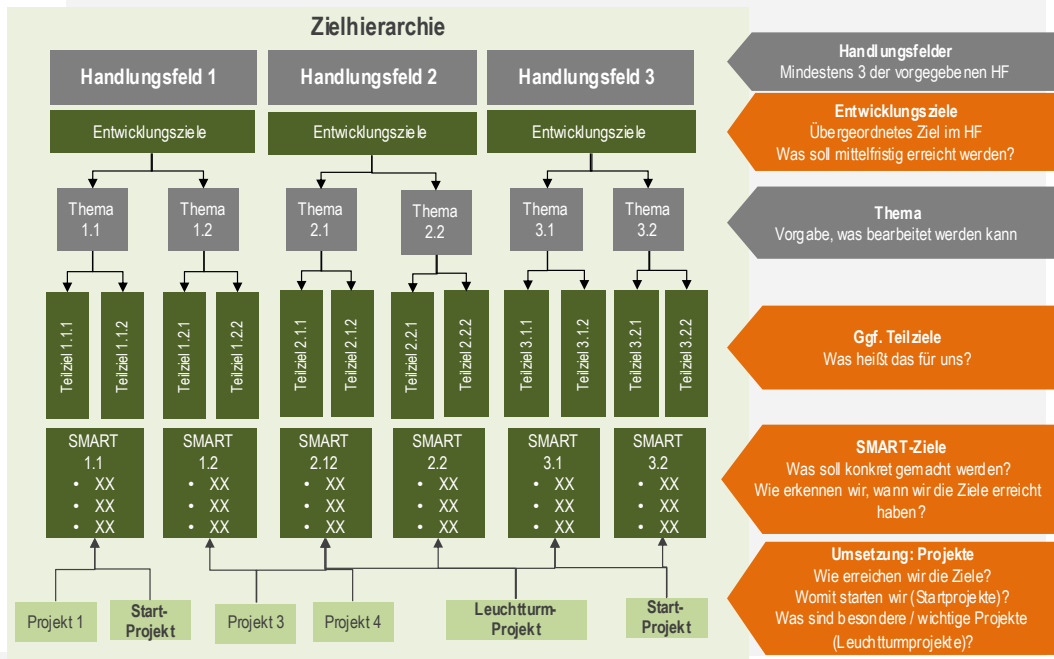 Zielhierarchie
Handlungsfeld 1
Handlungsfeld 2
Handlungsfeld 3
Handlungsfelder
Mindestens 3 der vorgegebenen HF
Entwicklungsziele
Entwicklungsziele
Entwicklungsziele
Entwicklungsziele
Übergeordnetes Ziel im HF
Was soll mittelfristig erreicht werden?
Thema
1.1
Thema
1.2
Thema
2.1
Thema
2.2
Thema
3.1
Thema
3.2
Thema
Vorgabe, was bearbeitet werden kann
Teilziel 1.1.1
Teilziel 1.1.2
Teilziel 1.2.1
Teilziel 1.2.2
Teilziel 2.1.1
Teilziel 2.1.2
Teilziel 2.2.1
Teilziel 2.2.2
Teilziel 3.1.1
Teilziel 3.1.2
Teilziel 3.2.1
Teilziel 3.2.2
Ggf. Teilziele
Was heißt das für uns?
SMART
1.1
• XX
• XX
• XX
SMART
1.2
• XX
• XX
• XX
SMART
2.12
• XX
• XX
• XX
SMART
2.2
• XX
• XX
• XX
SMART
3.1
• XX
• XX
• XX
SMART
3.2
• XX
• XX
• XX
SMART-Ziele
Was soll konkret gemacht werden?
Wie erkennen wir, wann wir die Ziele erreicht
haben?
Projekt 1
Start-
Projekt
Projekt 3
Projekt 4
Leuchtturm-
Projekt
Start-
Projekt
Umsetzung: Projekte
Wie erreichen wir die Ziele?
Womit starten wir (Startprojekte)?
Was sind besondere / wichtige Projekte
(Leuchtturmprojekte)?